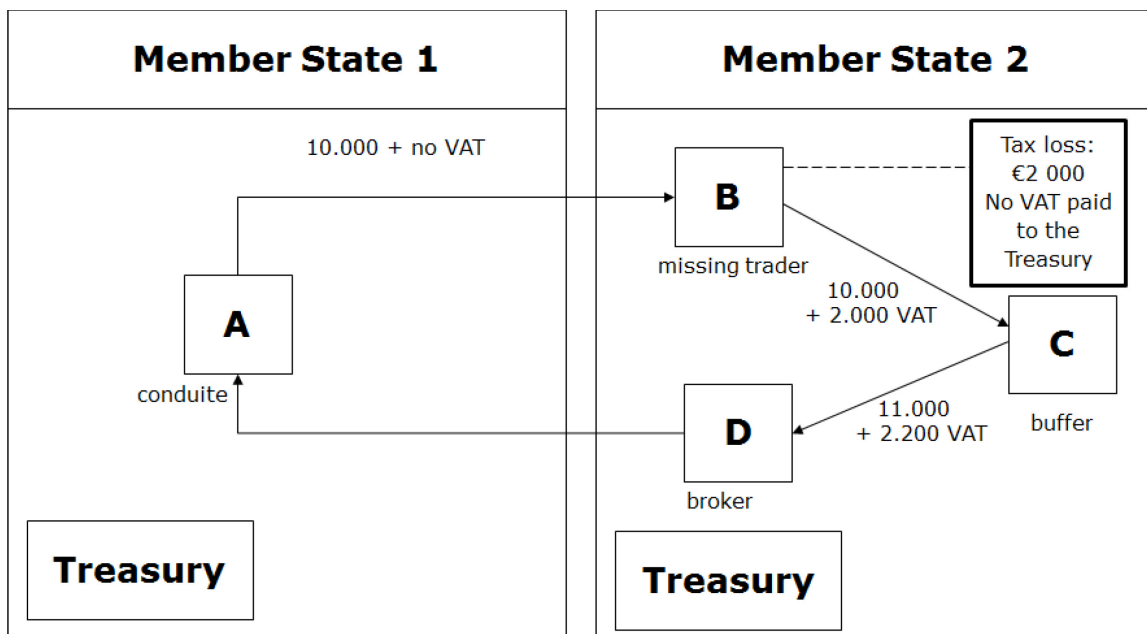 Member State 1
Member State 2
10.000 + no VAT
Tax loss:
€2 000
No VAT paid
to the
Treasury
B
missing trader
10.000
+ 2.000 VAT
A
conduite
C
buffer
11.000
+ 2.200 VAT
D
broker
Treasury
Treasury